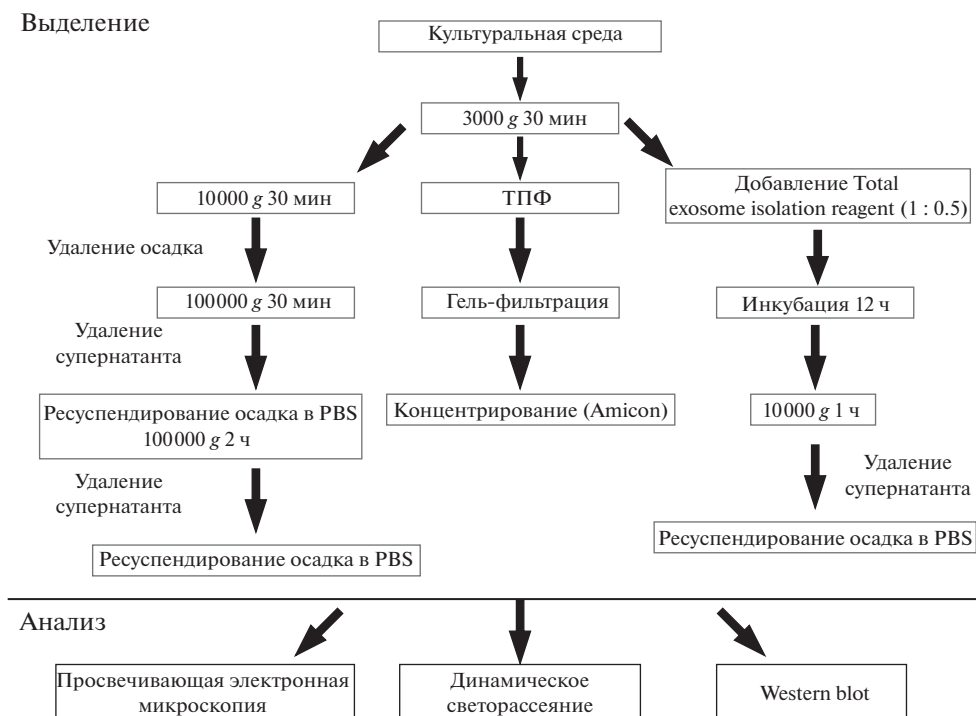 Выделение
Культуральная среда
3000 g 30 мин
10000 g 30 мин
ТПФ
Добавление Total
exosome isolation reagent (1 : 0.5)
Удаление осадка
100000 g 30 мин
Гель-фильтрация
Инкубация 12 ч
Удаление
супернатанта
Ресуспендирование осадка в PBS
100000 g 2 ч
Концентрирование (Amicon)
10000 g 1 ч
Удаление
супернатанта
Удаление
супернатанта
Ресуспендирование осадка в PBS
Ресуспендирование осадка в PBS
Анализ
Просвечивающая электронная
микроскопия
Динамическое
светорассеяние
Western blot